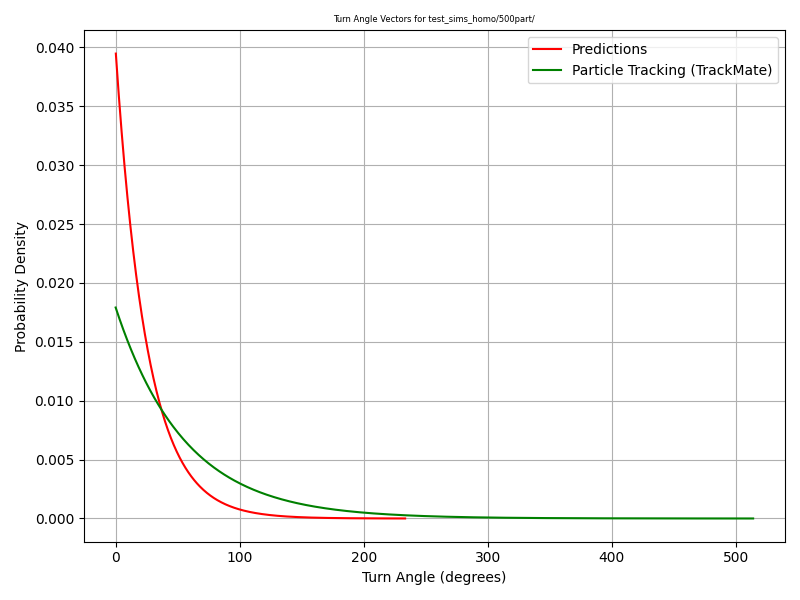 Turn Angle Vectors for test_sims_homo/500part/
Predictions
Particle Tracking (TrackMate)
Probability Density
0.040
0.035
0.030
0.025
0.020
0.015
0.010
0.005
0.000
0 100 200 300 400 500
Turn Angle (degrees)